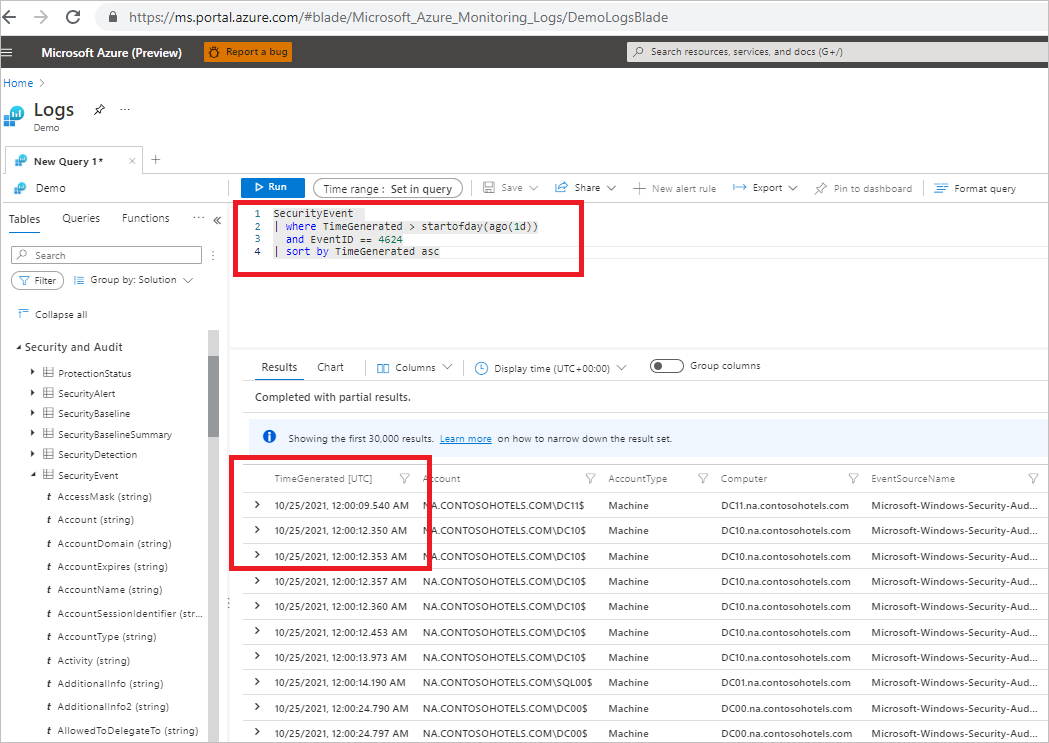 https://ms.portal.azure.com/#blade/Microsoft_Azure_Monitoring_Logs/DemoLogsBlade
Microsoft Azure (Preview) Report a bug Search resources, services, and docs (G+/)
Home
Logs ...
Demo
New Query 1* × +
Demo Run Time range : Set in query Save Share New alert rule Export Pin to dashboard Format query
Tables Queries Functions ... «
1 SecurityEvent
2 | where TimeGenerated > startofday(ago(1d))
3 and EventID == 4624
4 | sort by TimeGenerated asc
Search
Filter Group by: Solution
Collapse all
Security and Audit
ProtectionStatus
SecurityAlert
SecurityBaseline
SecurityBaselineSummary
SecurityDetection
SecurityEvent
t AccessMask (string)
t Account (string)
t AccountDomain (string)
t AccountExpires (string)
t AccountName (string)
t AccountSessionIdentifier (str...
t AccountType (string)
t Activity (string)
t AdditionalInfo (string)
t AdditionalInfo2 (string)
t AllowedToDelegateTo (string)
Results Chart Columns Display time (UTC+00:00) Group columns
Completed with partial results.
Showing the first 30,000 results. Learn more on how to narrow down the result set.
TimeGenerated [UTC] Account AccountType Computer EventSourceName
10/25/2021, 12:00:09.540 AM NA.CONTOSOHOTELS.COM\DC11$ Machine DC11.na.contosohotels.com Microsoft-Windows-Security-Aud...
10/25/2021, 12:00:12.350 AM NA.CONTOSOHOTELS.COM\DC10$ Machine DC10.na.contosohotels.com Microsoft-Windows-Security-Aud...
10/25/2021, 12:00:12.353 AM NA.CONTOSOHOTELS.COM\DC10$ Machine DC10.na.contosohotels.com Microsoft-Windows-Security-Aud...
10/25/2021, 12:00:12.357 AM NA.CONTOSOHOTELS.COM\DC10$ Machine DC10.na.contosohotels.com Microsoft-Windows-Security-Aud...
10/25/2021, 12:00:12.360 AM NA.CONTOSOHOTELS.COM\DC10$ Machine DC10.na.contosohotels.com Microsoft-Windows-Security-Aud...
10/25/2021, 12:00:12.453 AM NA.CONTOSOHOTELS.COM\DC10$ Machine DC10.na.contosohotels.com Microsoft-Windows-Security-Aud...
10/25/2021, 12:00:13.973 AM NA.CONTOSOHOTELS.COM\DC10$ Machine DC10.na.contosohotels.com Microsoft-Windows-Security-Aud...
10/25/2021, 12:00:14.190 AM NA.CONTOSOHOTELS.COM\SQL00$ Machine DC01.na.contosohotels.com Microsoft-Windows-Security-Aud...
10/25/2021, 12:00:24.790 AM NA.CONTOSOHOTELS.COM\DC00$ Machine DC00.na.contosohotels.com Microsoft-Windows-Security-Aud...
10/25/2021, 12:00:24.797 AM NA.CONTOSOHOTELS.COM\DC00$ Machine DC00.na.contosohotels.com Microsoft-Windows-Security-Aud...